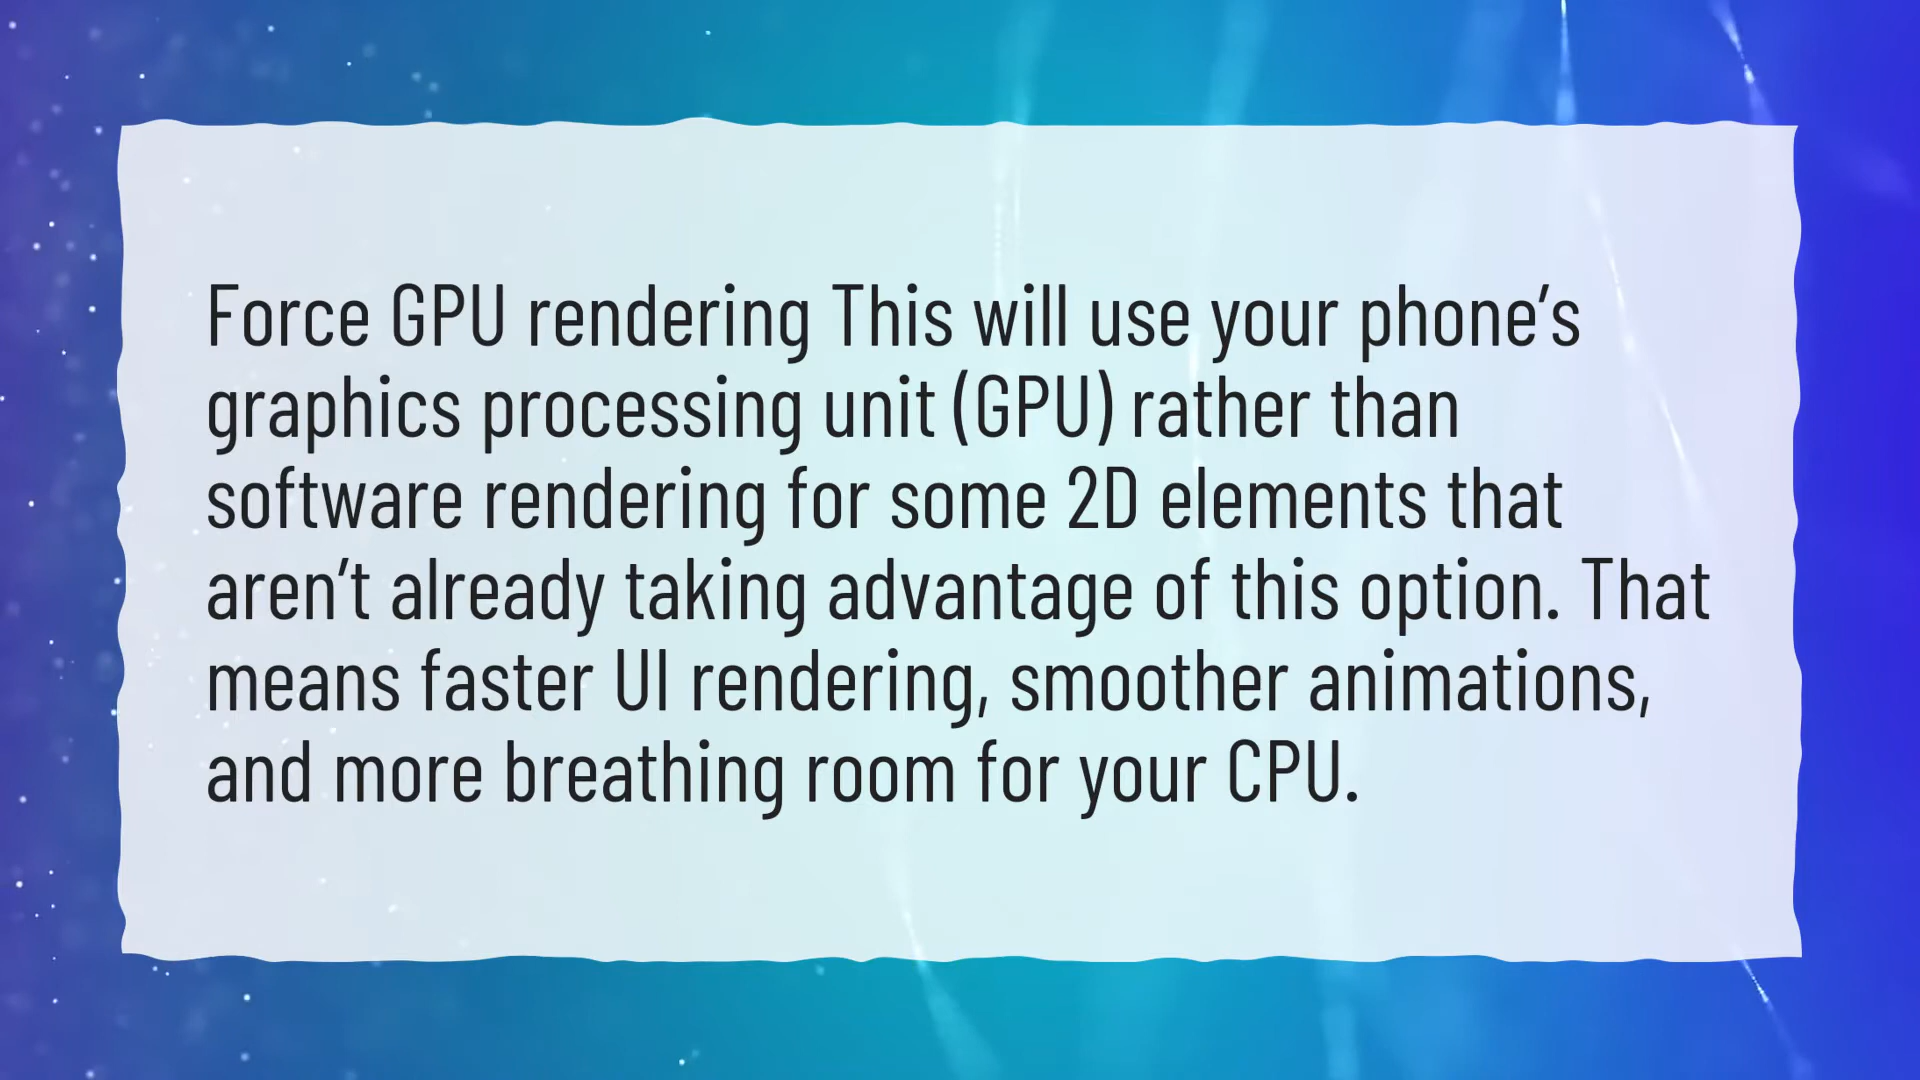 Force GPU rendering This will use your phone’s
graphics processing unit (GPU) rather than
software rendering for some 2D elements that
aren’t already taking advantage of this option. That
means faster UI rendering, smoother animations,
and more breathing room for your CPU.